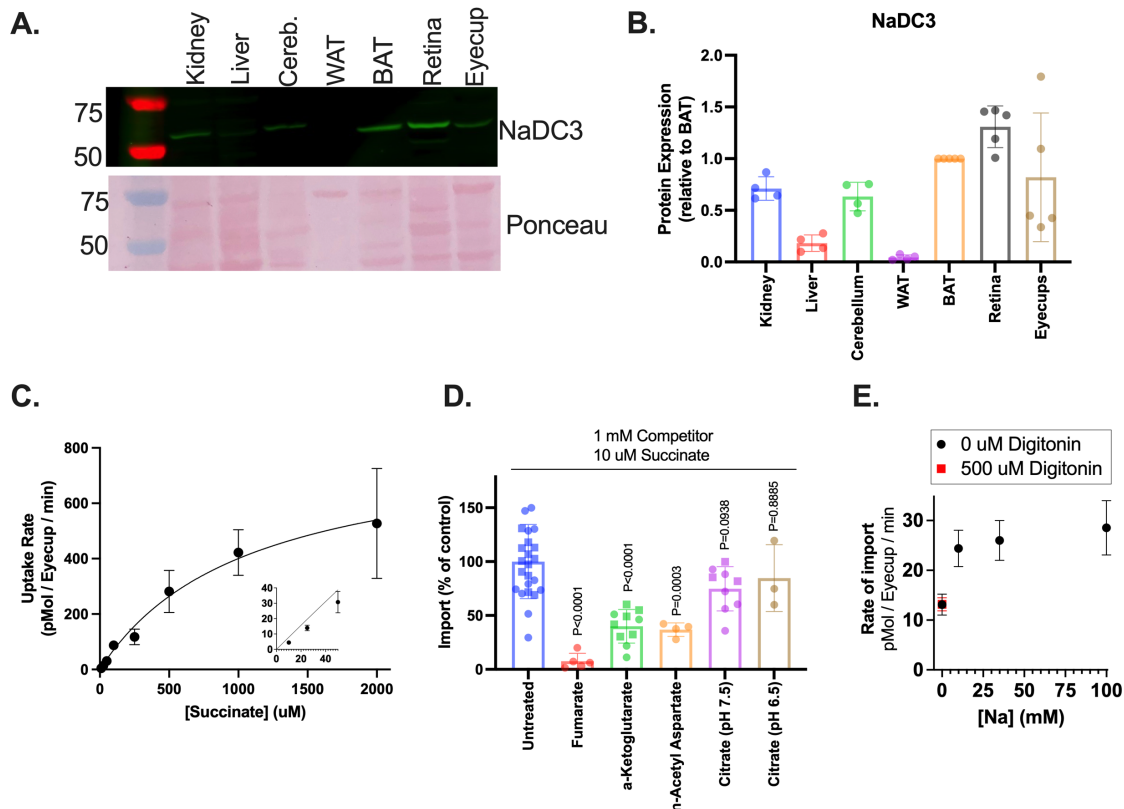 A.
Kidney
Liver
Cereb.
WAT
BAT
Retina
Eyecup
75
50
NaDC3
75
50
Ponceau
B.
NaDC3
Protein Expression
(relative to BAT)
2.0
1.5
1.0
0.5
0.0
Kidney
Liver
Cerebellum
WAT
BAT
Retina
Eyecups
C.
Uptake Rate
(pMol / Eyecup / min)
800
600
400
200
0
40
30
20
10
0
0
20
40
0
500
1000
1500
2000
[Succinate] (uM)
D.
1 mM Competitor
10 uM Succinate
Import (% of control)
150
100
50
0
P<0.0001
P<0.0001
P=0.0003
P=0.0938
P=0.8885
Untreated
Fumarate
a-Ketoglutarate
n-Acetyl Aspartate
Citrate (pH 7.5)
Citrate (pH 6.5)
E.
0 uM Digitonin
500 uM Digitonin
Rate of import
pMol / Eyecup / min
30
20
10
0
0
25
50
75
100
[Na] (mM)